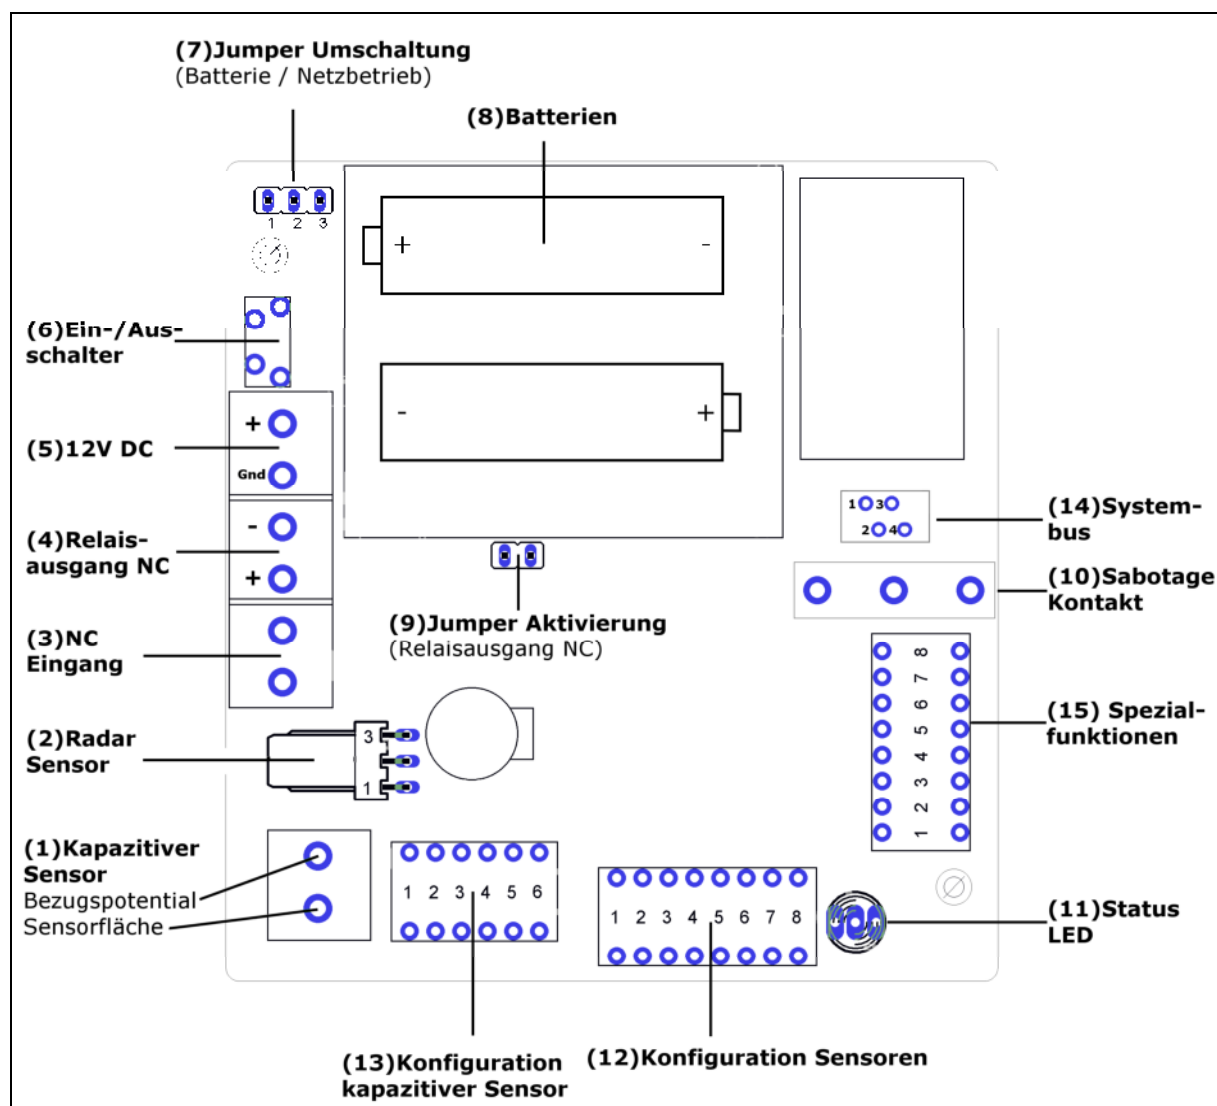 (7)Jumper Umschaltung
(Batterie / Netzbetrieb)
(8)Batterien
1 2 3
+ -
(6)Ein-/Aus-
schalter
- +
(5)12V DC
+
Gnd
(4)Relais-
ausgang NC
-
+
(3)NC
Eingang
(9)Jumper Aktivierung
(Relaisausgang NC)
1 3
2 4
(14)System-
bus
(10)Sabotage
Kontakt
8
7
6
5
4
3
2
1
(15) Spezial-
funktionen
(2)Radar
Sensor
3
1
(1)Kapazitiver
Sensor
Bezugspotential
Sensorfläche
1 2 3 4 5 6
1 2 3 4 5 6 7 8
(11)Status
LED
(13)Konfiguration
kapazitiver Sensor
(12)Konfiguration Sensoren